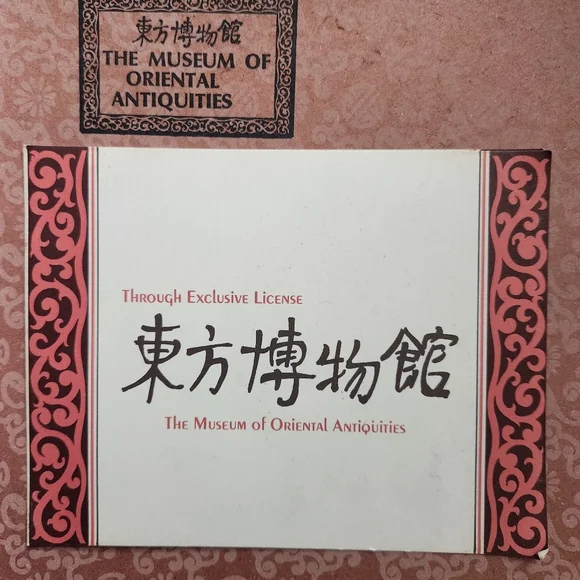 東方博物館
THE MUSEUM OF
ORIENTAL
ANTIQUITIES
Through Exclusive License
東方博物館
The Museum of Oriental Antiquities